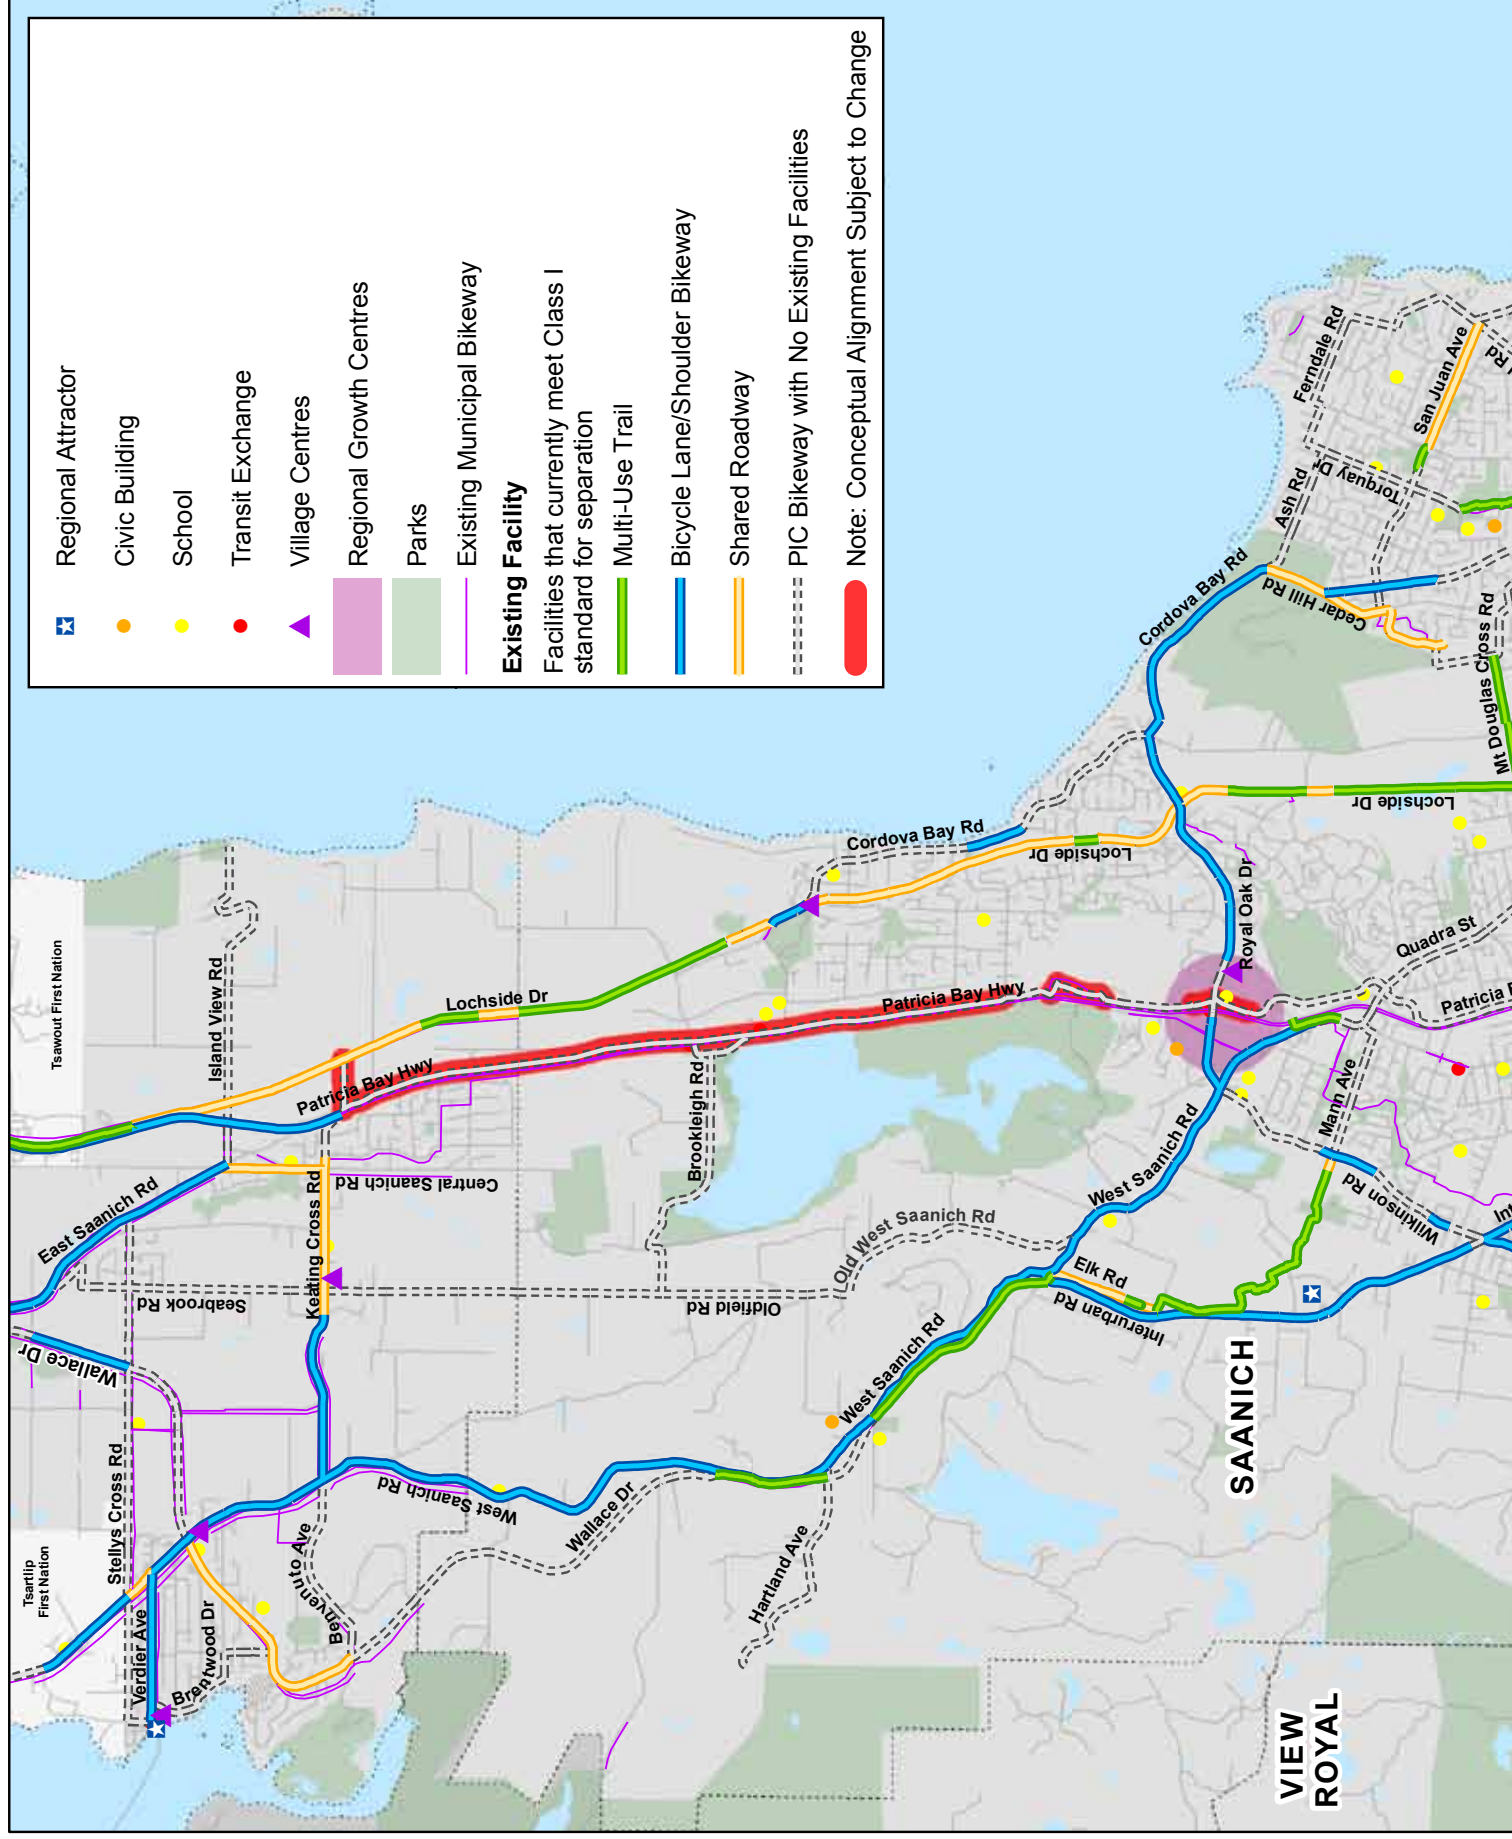 Regional Attractor
Civic Building
School
Transit Exchange
Village Centres
Regional Growth Centres
Parks
Existing Municipal Bikeway
Existing Facility
Facilities that currently meet Class I
standard for separation
Multi-Use Trail
Bicycle Lane/Shoulder Bikeway
Shared Roadway
PIC Bikeway with No Existing Facilities
Note: Conceptual Alignment Subject to Change
Tsawout First Nation
Island View Rd
Lochside Dr
Patricia Bay Hwy
East Saanich Rd
Keating Cross Rd
Central Saanich Rd
Seabrook Rd
Wallace Dr
Stellys Cross Rd
Tsartlip
First Nation
Verdier Ave
Brentwood Dr
Benvenuto Ave
West Saanich Rd
Wallace Dr
Hartland Ave
West Saanich Rd
Oldfield Rd
Brookleigh Rd
Old West Saanich Rd
Patricia Bay Hwy
Cordova Bay Rd
Lochside Dr
Royal Oak Dr
West Saanich Rd
Elk Rd
Interurban Rd
Wilkinson Rd
Mann Ave
Quadra St
Lochside Dr
Cordova Bay Rd
Cedar Hill Rd
Ash Rd
Ferndale Rd
Torquay Dr
San Juan Ave
Rd
Mt Douglas Cross Rd
Patricia
Int
SAANICH
VIEW
ROYAL